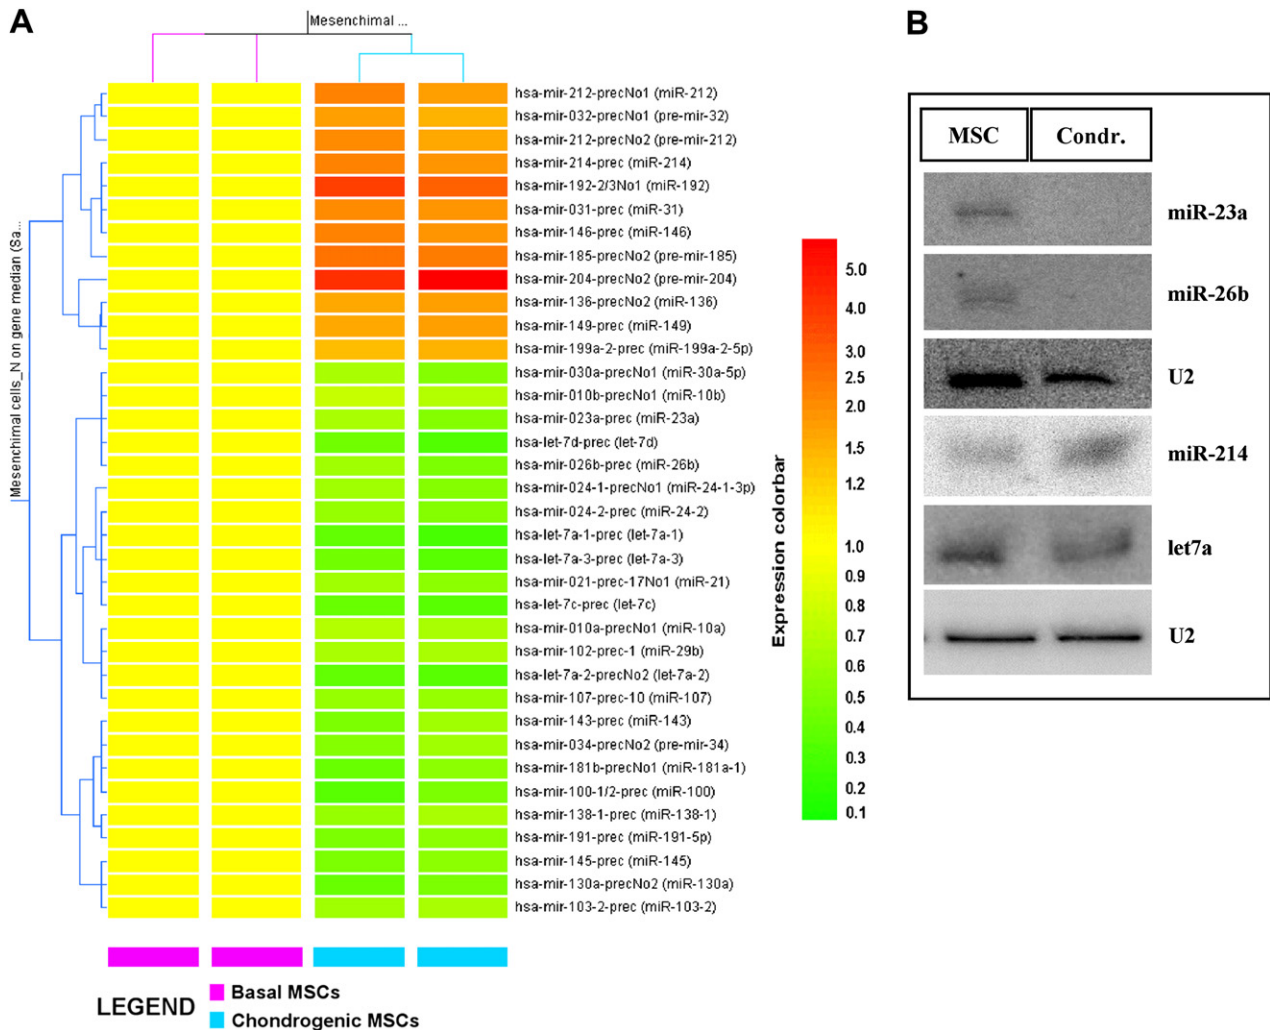 A
Mesenchimal ...
Mesenchimal cells_N on gene median (Sa...
hsa-mir-212-precNo1 (miR-212)
hsa-mir-032-precNo1 (pre-mir-32)
hsa-mir-212-precNo2 (pre-mir-212)
hsa-mir-214-prec (miR-214)
hsa-mir-192-2/3No1 (miR-192)
hsa-mir-031-prec (miR-31)
hsa-mir-146-prec (miR-146)
hsa-mir-185-precNo2 (pre-mir-185)
hsa-mir-204-precNo2 (pre-mir-204)
hsa-mir-136-precNo2 (miR-136)
hsa-mir-149-prec (miR-149)
hsa-mir-199a-2-prec (miR-199a-2-5p)
hsa-mir-030a-precNo1 (miR-30a-5p)
hsa-mir-010b-precNo1 (miR-10b)
hsa-mir-023a-prec (miR-23a)
hsa-let-7d-prec (let-7d)
hsa-mir-026b-prec (miR-26b)
hsa-mir-024-1-precNo1 (miR-24-1-3p)
hsa-mir-024-2-prec (miR-24-2)
hsa-let-7a-1-prec (let-7a-1)
hsa-let-7a-3-prec (let-7a-3)
hsa-mir-021-prec-17No1 (miR-21)
hsa-let-7c-prec (let-7c)
hsa-mir-010a-precNo1 (miR-10a)
hsa-mir-102-prec-1 (miR-29b)
hsa-let-7a-2-precNo2 (let-7a-2)
hsa-mir-107-prec-10 (miR-107)
hsa-mir-143-prec (miR-143)
hsa-mir-034-precNo2 (pre-mir-34)
hsa-mir-181b-precNo1 (miR-181a-1)
hsa-mir-100-1/2-prec (miR-100)
hsa-mir-138-1-prec (miR-138-1)
hsa-mir-191-prec (miR-191-5p)
hsa-mir-145-prec (miR-145)
hsa-mir-130a-precNo2 (miR-130a)
hsa-mir-103-2-prec (miR-103-2)
LEGEND
Basal MSCs
Chondrogenic MSCs
Expression colorbar
5.0
4.0
3.0
2.5
2.0
1.5
1.2
1.0
0.9
0.8
0.7
0.6
0.5
0.4
0.3
0.2
0.1
B
MSC Condr.
miR-23a
miR-26b
U2
miR-214
let7a
U2